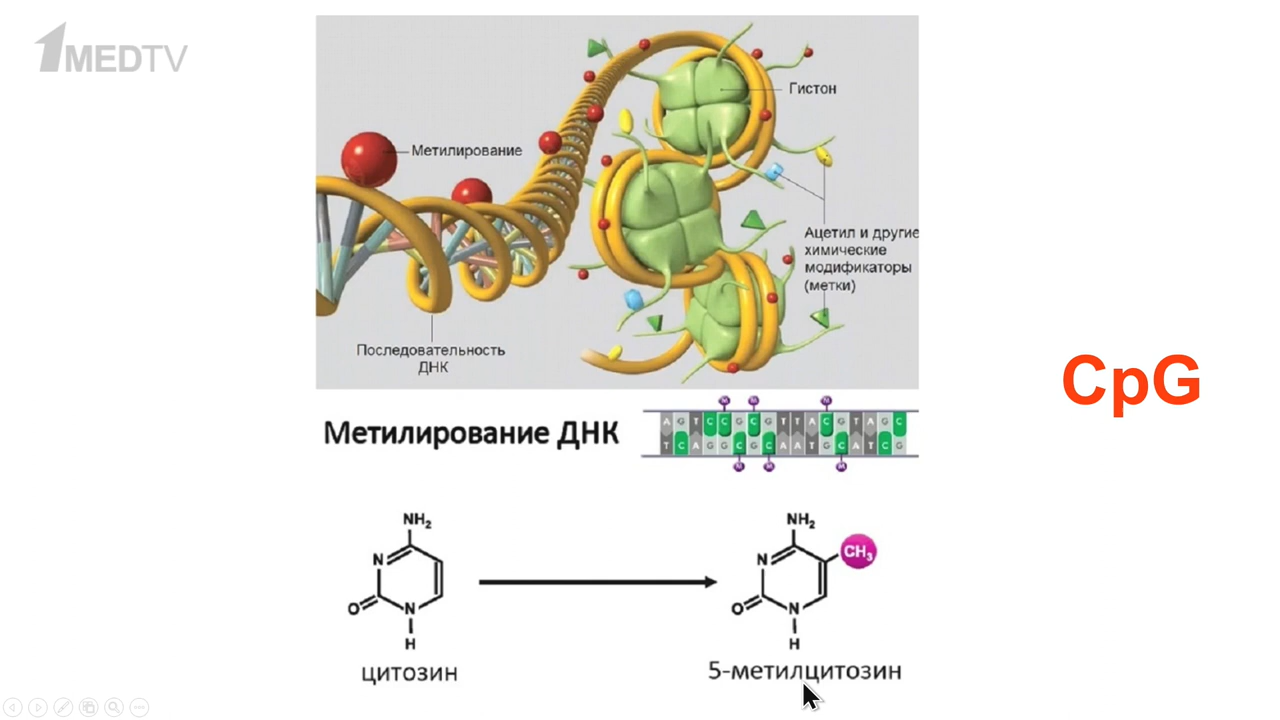 1MEDTV
Гистон
Метилирование
Ацетил и другие
химические
модификаторы
(метки)
Последовательность
ДНК
CpG
Метилирование ДНК
M M M
A G T C C G C G T T A C G T A G C
T C A G G C G C A A T G C A T C G
M M M
NH₂
N
O
N
H
цитозин
NH₂
CH₃
N
O
N
H
5-метилцитозин